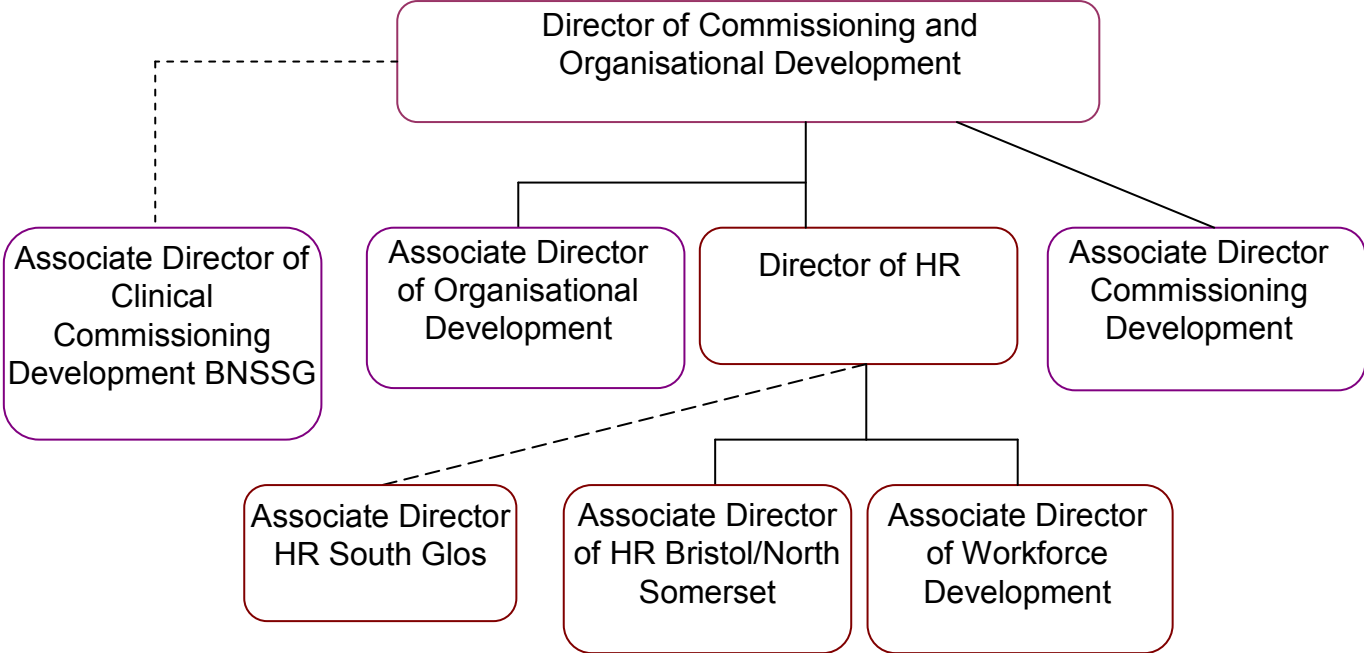 Director of Commissioning and
Organisational Development
Associate Director of
Clinical
Commissioning
Development BNSSG
Associate Director
of Organisational
Development
Director of HR
Associate Director
Commissioning
Development
Associate Director
HR South Glos
Associate Director
of HR Bristol/North
Somerset
Associate Director
of Workforce
Development